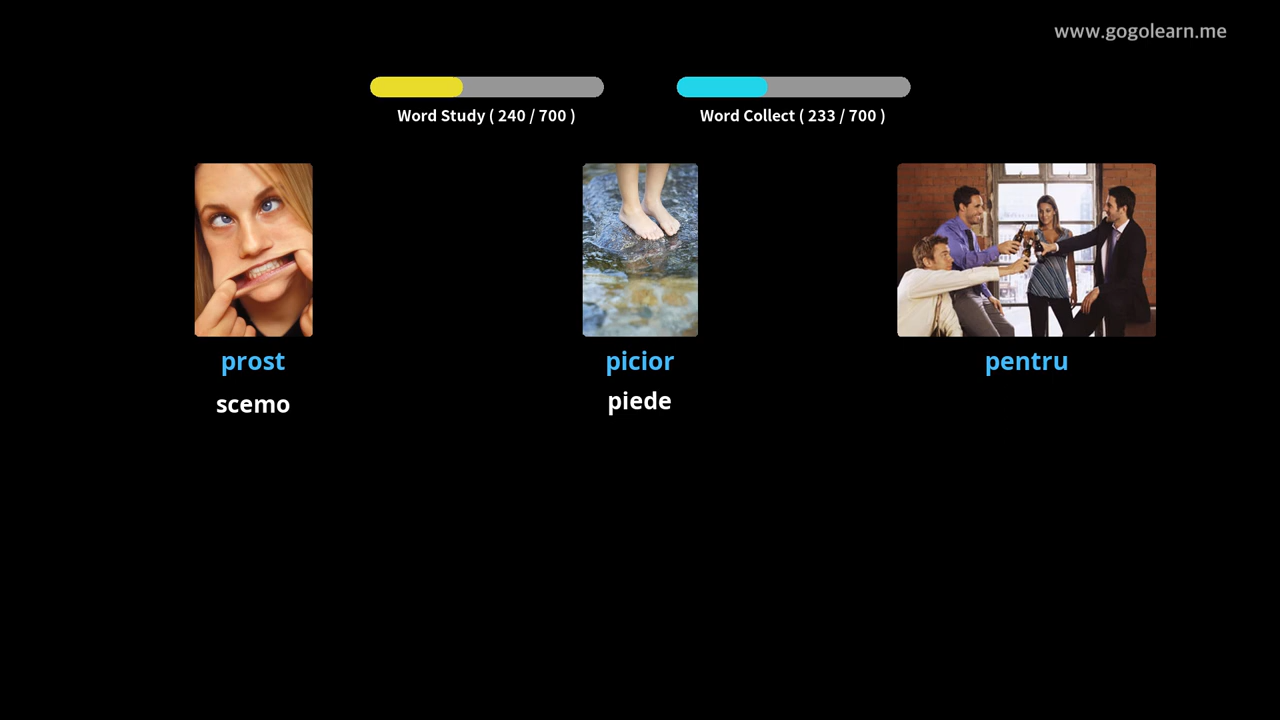 www.gogolearn.me
Word Study ( 240 / 700 )
Word Collect ( 233 / 700 )
prost
picior
pentru
scemo
piede